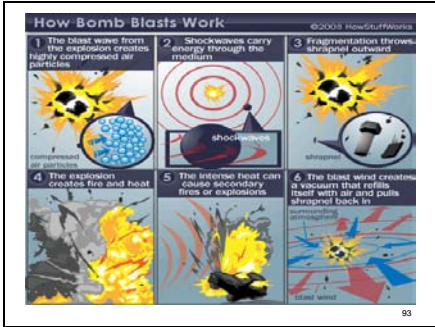 How Bomb Blasts Work
©2008 HowStuffWorks
1 The blast wave from
the explosion creates
highly compressed air
particles
compressed
air particles
2 Shockwaves carry
energy through the
medium
shockwaves
3 Fragmentation throws
shrapnel outward
shrapnel
4 The explosion
creates fire and heat
5 The intense heat can
cause secondary
fires or explosions
6 The blast wind creates
a vacuum that refills
itself with air and pulls
shrapnel back in
surrounding
atmosphere
blast wind
93